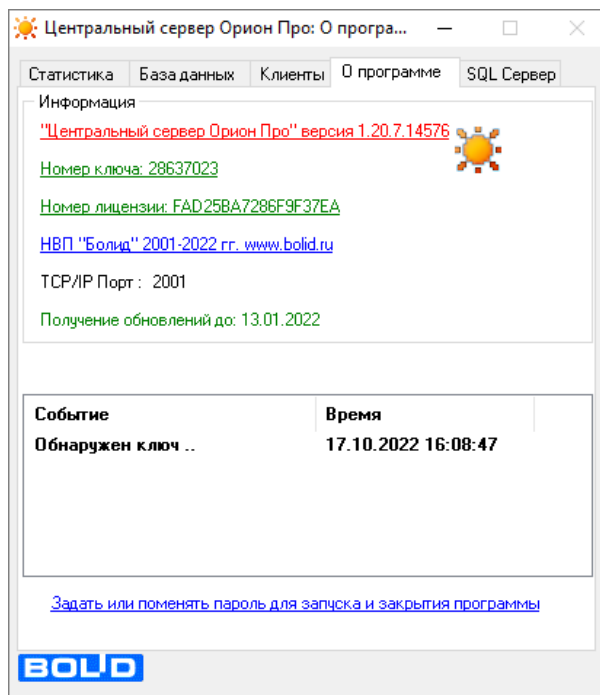 Центральный сервер Орион Про: О програ...
Статистика База данных Клиенты О программе SQL Сервер
Информация
"Центральный сервер Орион Про" версия 1.20.7.14576
Номер ключа: 28637023
Номер лицензии: FAD25BA7286F9F37EA
НВП "Болид" 2001-2022 гг. www.bolid.ru
TCP/IP Порт : 2001
Получение обновлений до: 13.01.2022
Событие Время
Обнаружен ключ .. 17.10.2022 16:08:47
Задать или поменять пароль для запуска и закрытия программы
BOLID